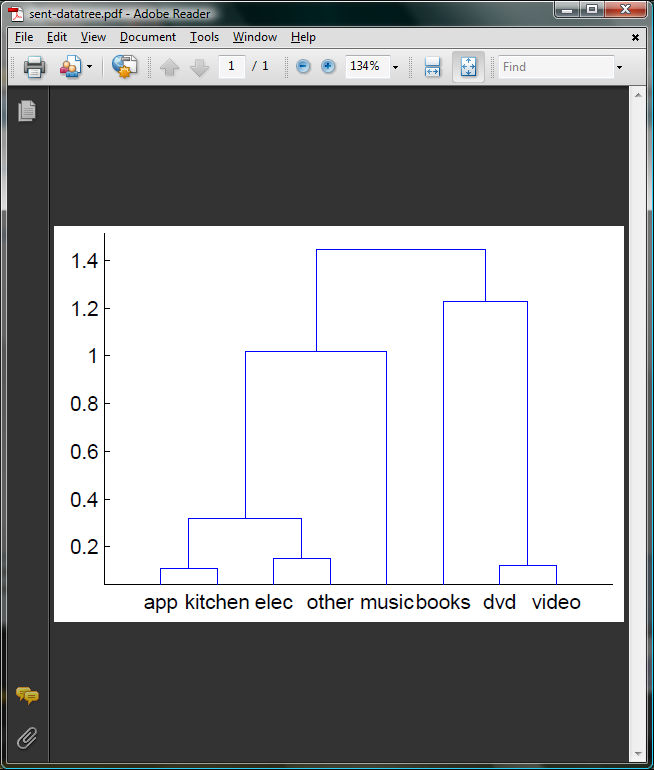 sent-datatree.pdf - Adobe Reader
File Edit View Document Tools Window Help
1 / 1 134% Find
1.4
1.2
1
0.8
0.6
0.4
0.2
app kitchen elec other music books dvd video